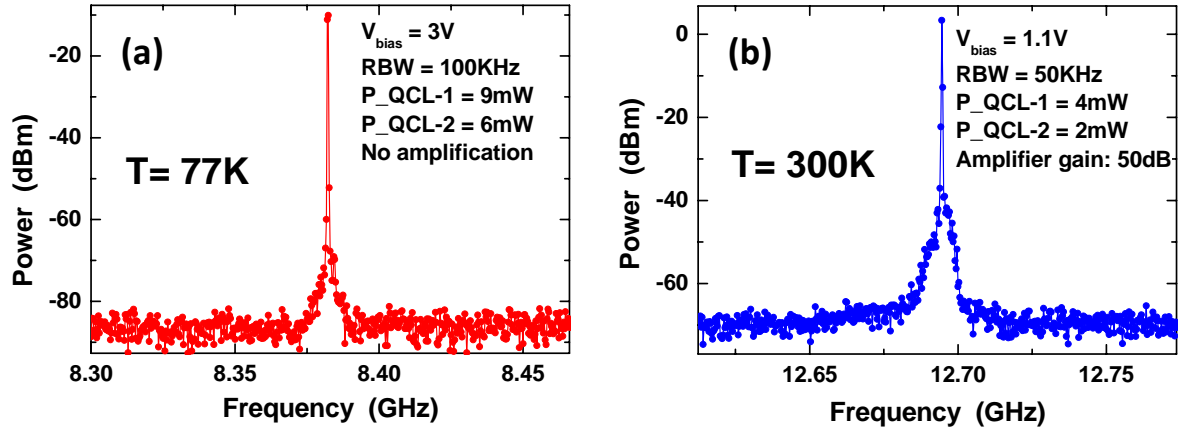 (a)
V_bias = 3V
RBW = 100KHz
P_QCL-1 = 9mW
P_QCL-2 = 6mW
No amplification
T= 77K
Power (dBm)
-20
-40
-60
-80
8.30
8.35
8.40
8.45
Frequency (GHz)
(b)
V_bias = 1.1V
RBW = 50KHz
P_QCL-1 = 4mW
P_QCL-2 = 2mW
Amplifier gain: 50dB
T= 300K
Power (dBm)
0
-20
-40
-60
12.65
12.70
12.75
Frequency (GHz)